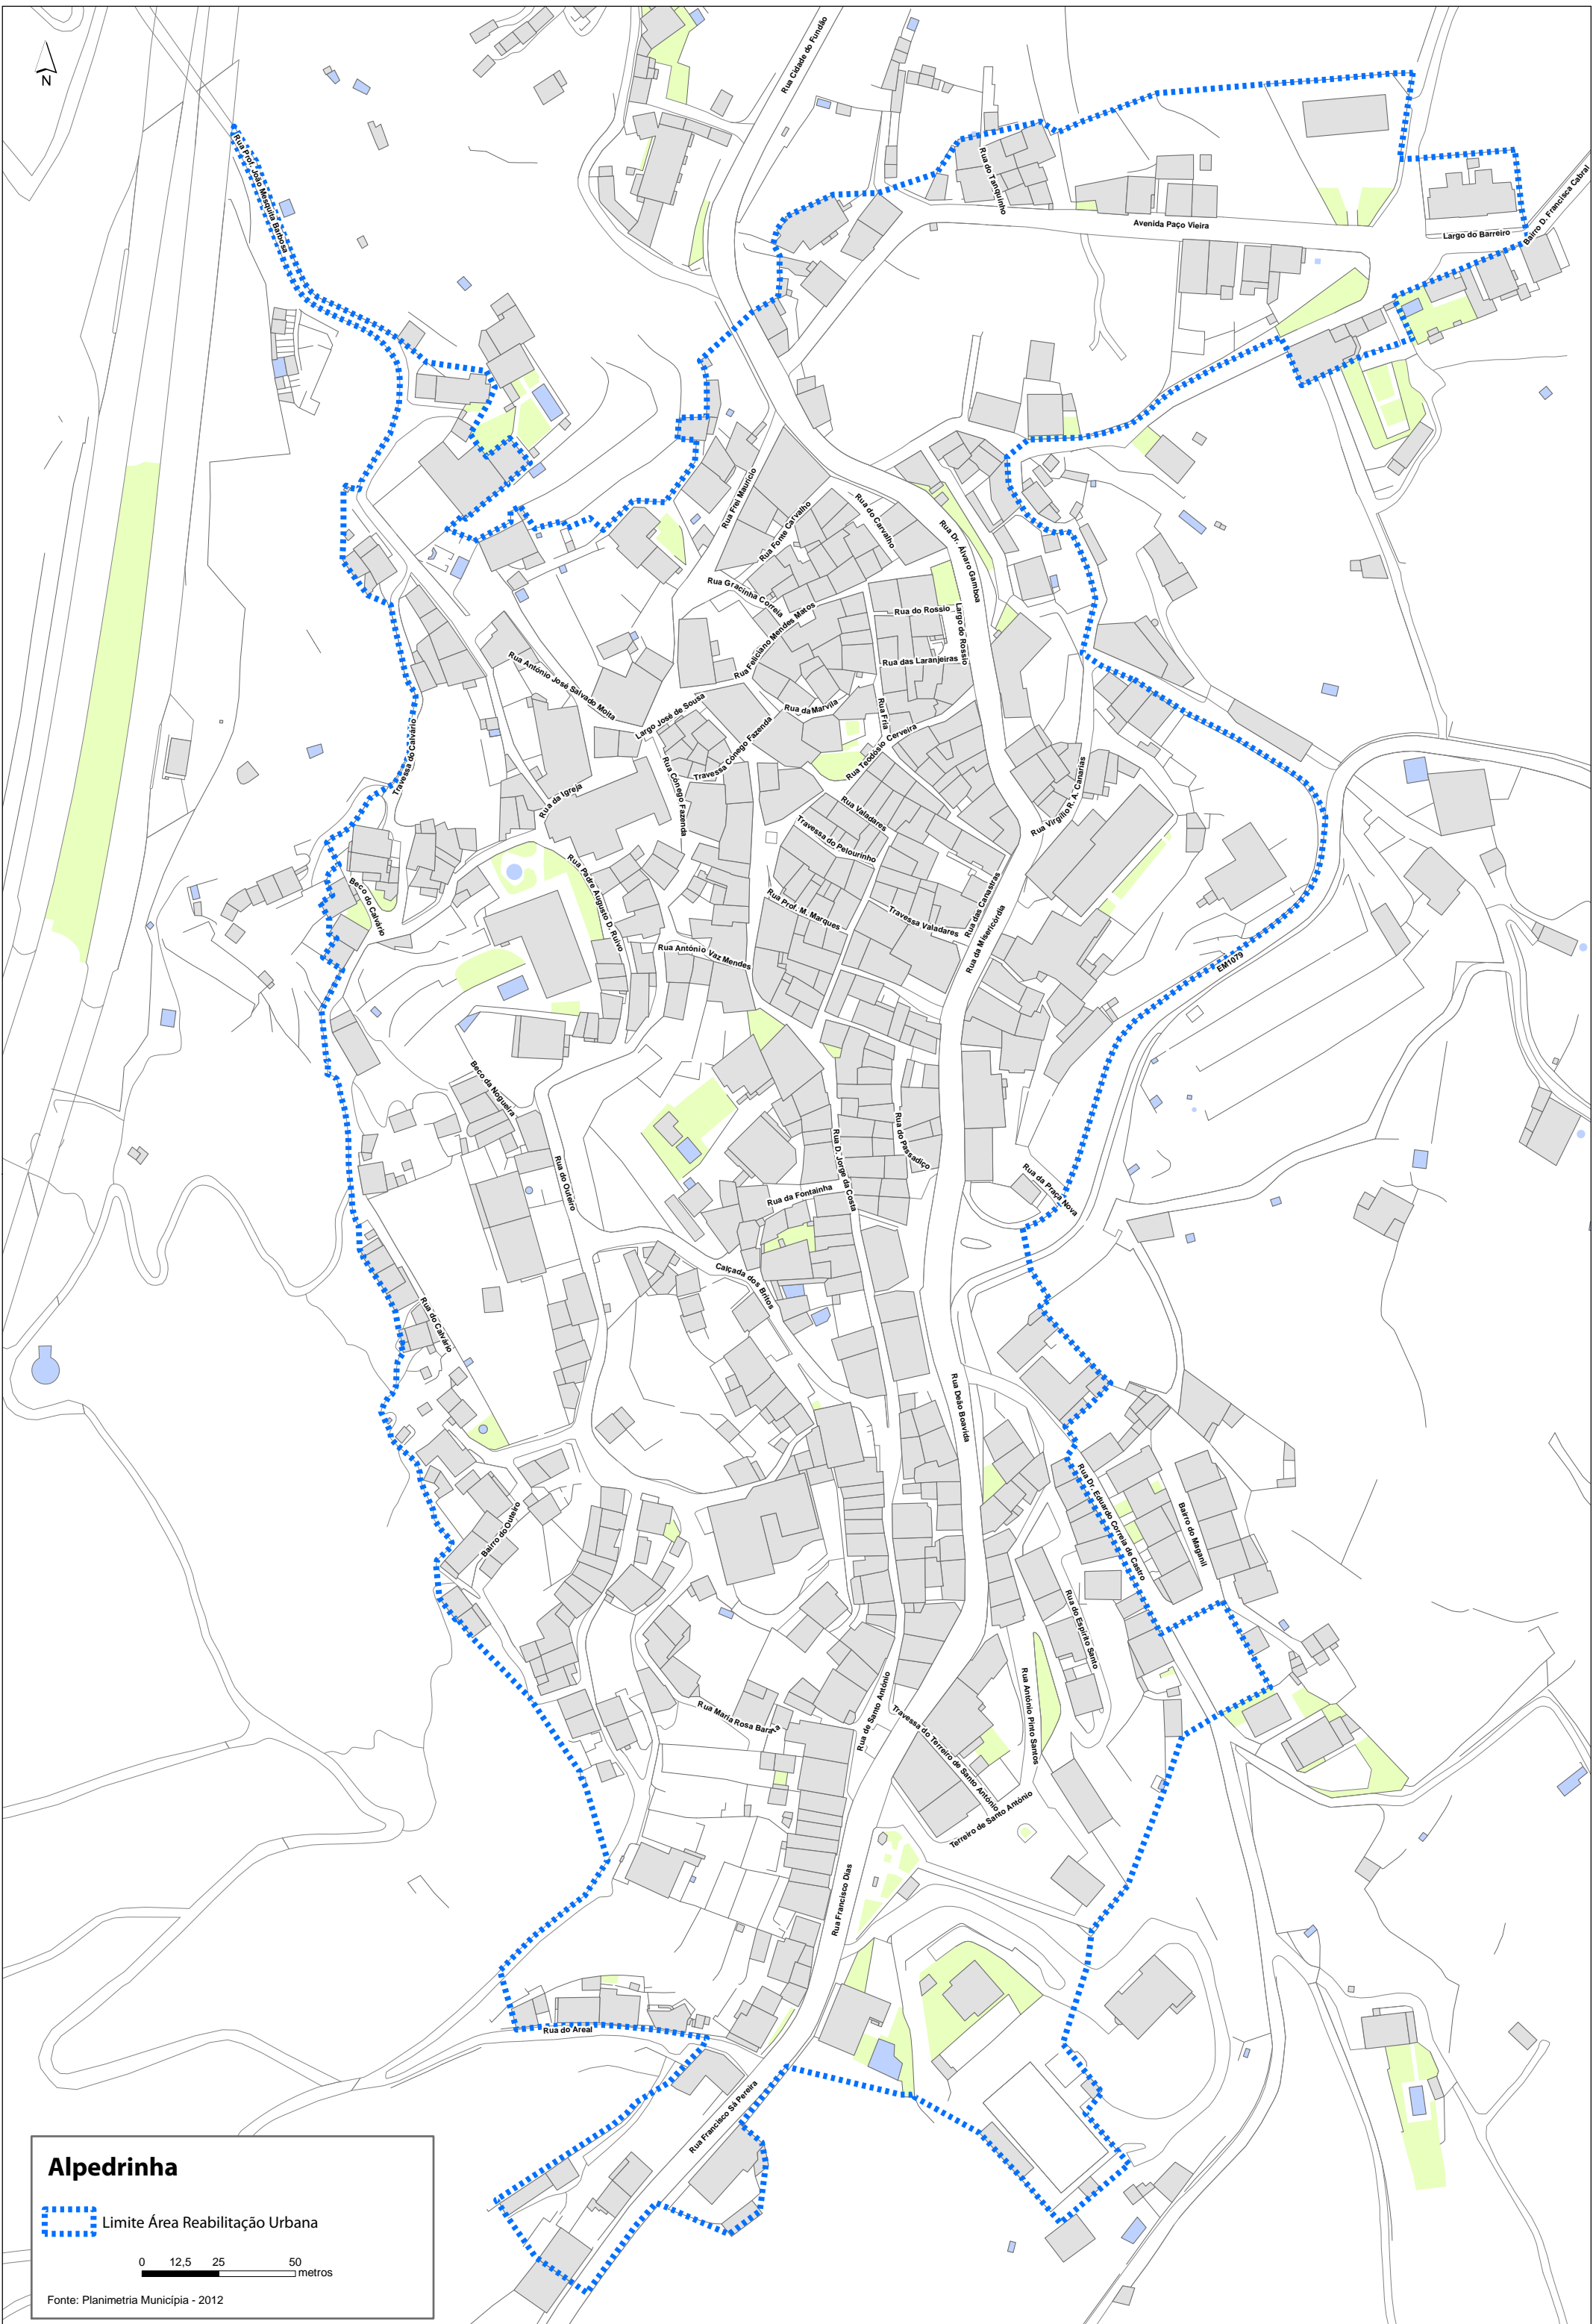 N
Rua Cidade do Fundão
Rua Prof. João Mesquita Barbosa
Rua do Tanquinho
Avenida Paço Vieira
Largo do Barreiro
Bairro D. Francisca Cabral
Rua Frei Maurício
Rua Fonte Carvalho
Rua do Carvalho
Rua Dr. Álvaro Gamboa
Rua Gracinha Correia
Rua Feliciano Mendes Matos
Rua do Rossio
Largo do Rossio
Rua das Laranjeiras
Rua António José Salvado Moita
Largo José de Sousa
Rua da Marvila
Rua Fria
Travessa do Calvário
Travessa Cónego Fazenda
Rua Teodósio Cerveira
Rua da Igreja
Rua Cónego Fazenda
Rua Valadares
Rua Virgílio R. A. Canarias
Travessa do Pelourinho
Beco do Calvário
Rua Padre Augusto D. Ruivo
Rua Prof. M. Marques
Rua das Canastras
Travessa Valadares
Rua da Misericórdia
Rua António Vaz Mendes
EM1079
Beco da Nogueira
Rua do Outeiro
Rua D. Jorge da Costa
Rua do Passadiço
Rua da Praça Nova
Rua da Fontaínha
Calçada dos Britos
Rua do Calvário
Rua Deão Boavida
Rua Dr. Eduardo Correia de Castro
Bairro do Maganil
Bairro do Outeiro
Rua do Espírito Santo
Rua António Pinto Santos
Rua Maria Rosa
Rua de Santo António
Travessa do Terreiro de Santo António
Terreiro de Santo António
Rua Francisco Dias
Rua do Areal
Rua Francisco Sá Pereira
Alpedrinha
Limite Área Reabilitação Urbana
0 12,5 25 50
metros
Fonte: Planimetria Municípia - 2012